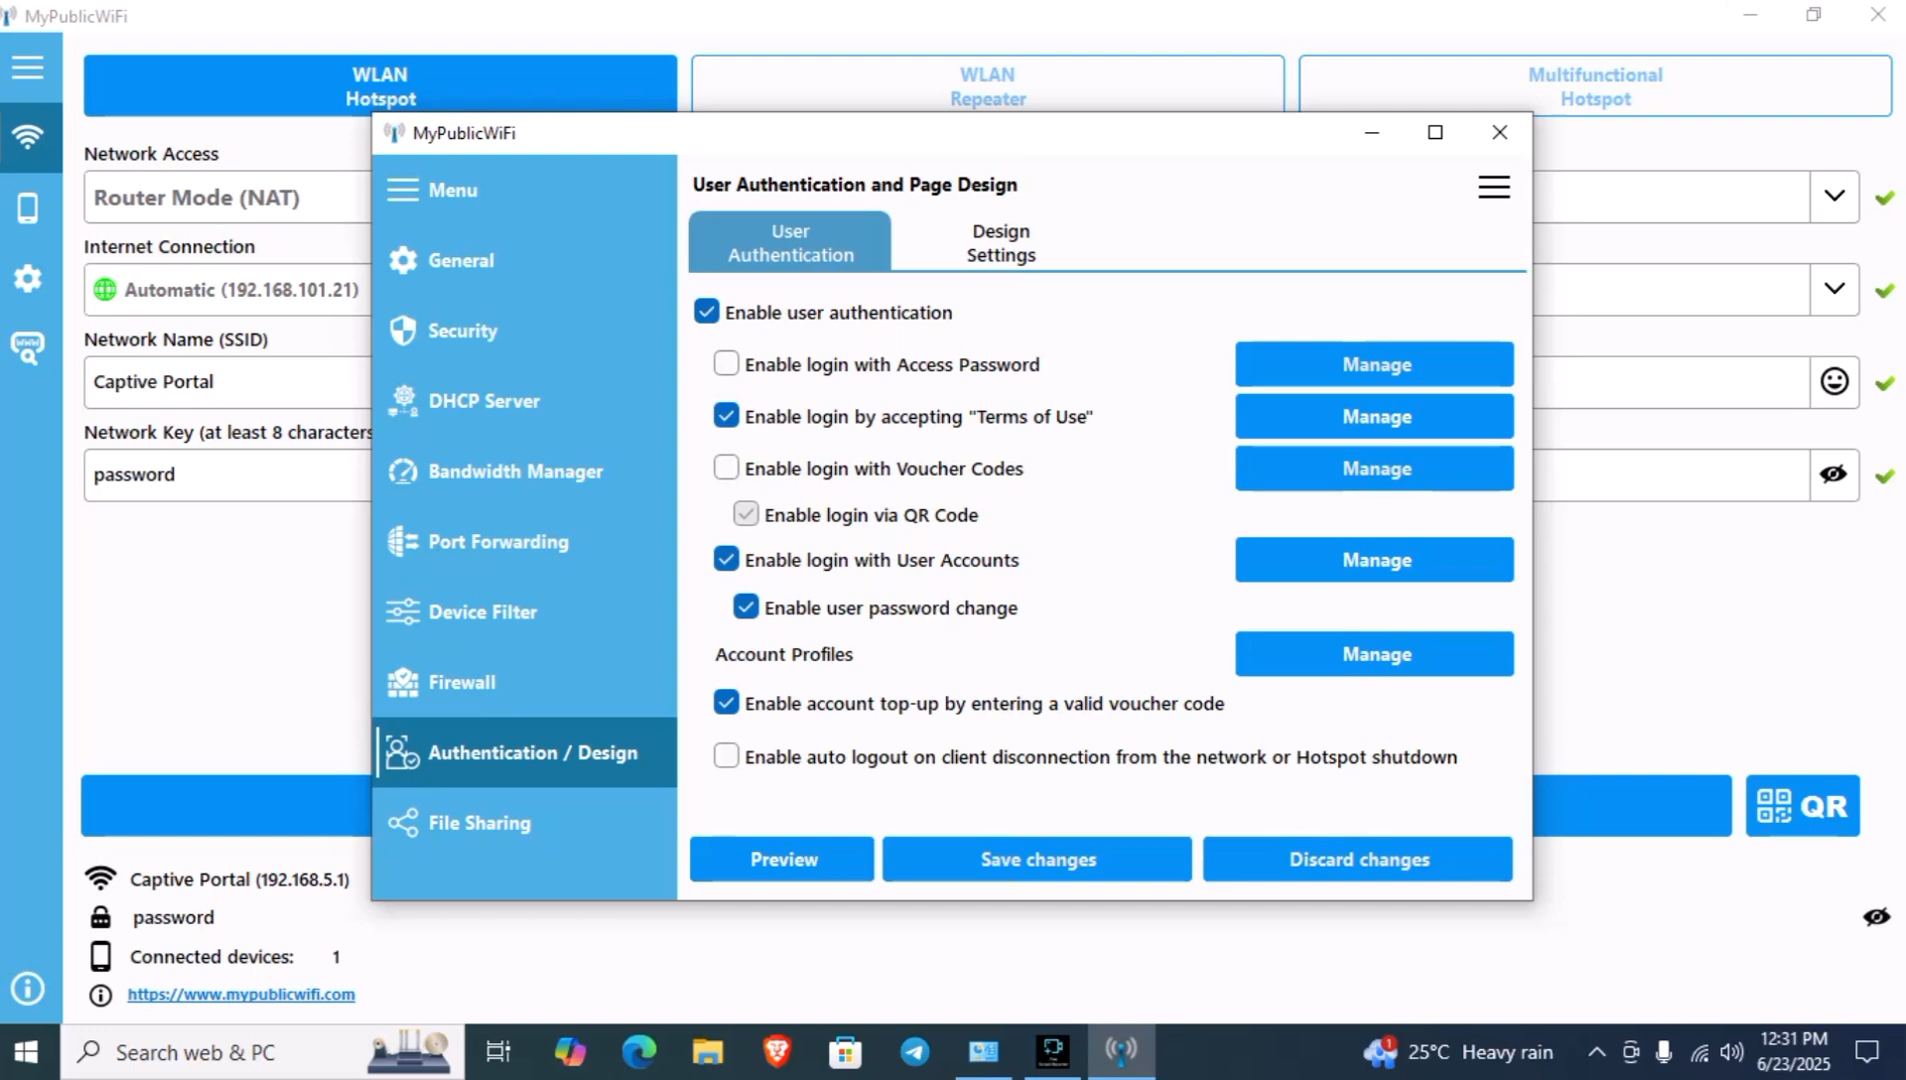 MyPublicWiFi
WLAN
Hotspot
WLAN
Repeater
Multifunctional
Hotspot
Network Access
Router Mode (NAT)
Internet Connection
Automatic (192.168.101.21)
Network Name (SSID)
Captive Portal
Network Key (at least 8 characters
password
MyPublicWiFi
Menu
General
Security
DHCP Server
Bandwidth Manager
Port Forwarding
Device Filter
Firewall
Authentication / Design
File Sharing
User Authentication and Page Design
User
Authentication
Design
Settings
Enable user authentication
Enable login with Access Password
Manage
Enable login by accepting "Terms of Use"
Manage
Enable login with Voucher Codes
Manage
Enable login via QR Code
Enable login with User Accounts
Manage
Enable user password change
Account Profiles
Manage
Enable account top-up by entering a valid voucher code
Enable auto logout on client disconnection from the network or Hotspot shutdown
Preview
Save changes
Discard changes
QR
Captive Portal (192.168.5.1)
password
Connected devices: 1
https://www.mypublicwifi.com
Search web & PC
1
25°C Heavy rain
12:31 PM
6/23/2025